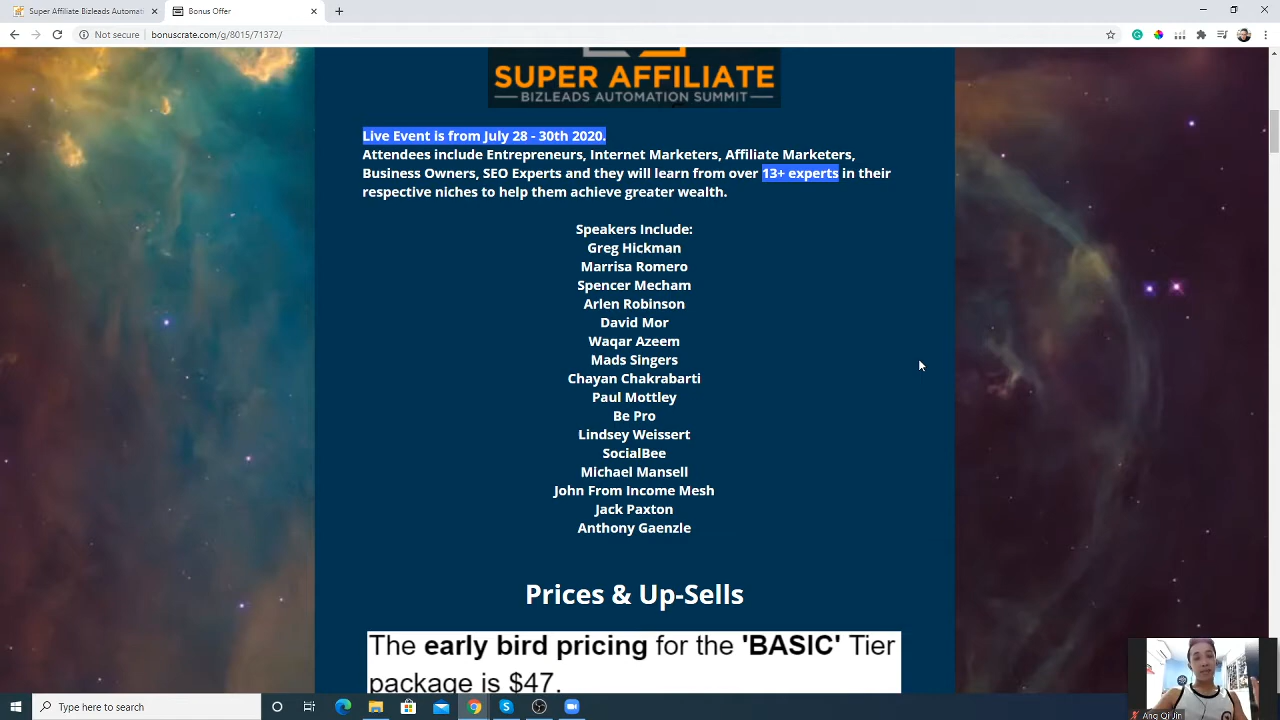 Super Affiliate Bizleads Automat
Bonus Offer
Not secure
bonuscrate.com/g/8015/71372/
SUPER AFFILIATE
BIZLEADS AUTOMATION SUMMIT
Live Event is from July 28 - 30th 2020.
Attendees include Entrepreneurs, Internet Marketers, Affiliate Marketers,
Business Owners, SEO Experts and they will learn from over 13+ experts in their
respective niches to help them achieve greater wealth.
Speakers Include:
Greg Hickman
Marrisa Romero
Spencer Mecham
Arlen Robinson
David Mor
Waqar Azeem
Mads Singers
Chayan Chakrabarti
Paul Mottley
Be Pro
Lindsey Weissert
SocialBee
Michael Mansell
John From Income Mesh
Jack Paxton
Anthony Gaenzle
Prices & Up-Sells
The early bird pricing for the 'BASIC' Tier
package is $47.
Type here to search
Ang Qi Jin